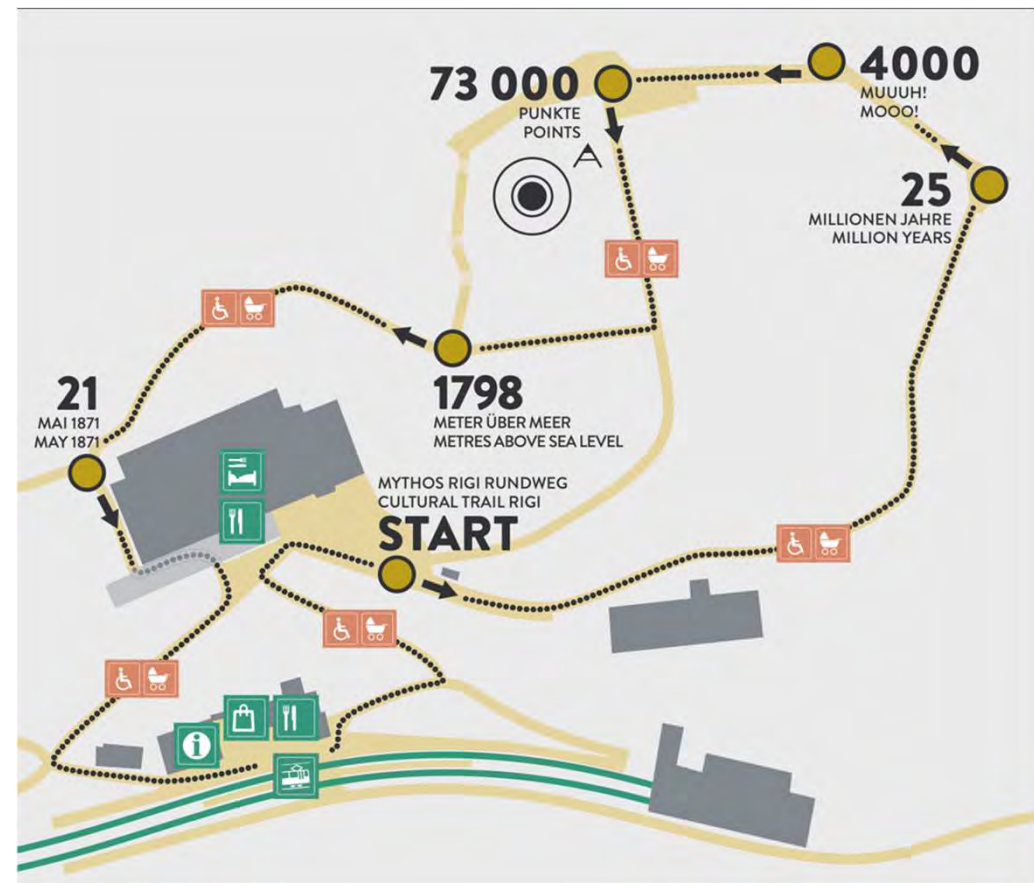 73 000
PUNKTE
POINTS
4000
MUUUH!
MOOO!
25
MILLIONEN JAHRE
MILLION YEARS
21
MAI 1871
MAY 1871
1798
METER ÜBER MEER
METRES ABOVE SEA LEVEL
MYTHOS RIGI RUNDWEG
CULTURAL TRAIL RIGI
START